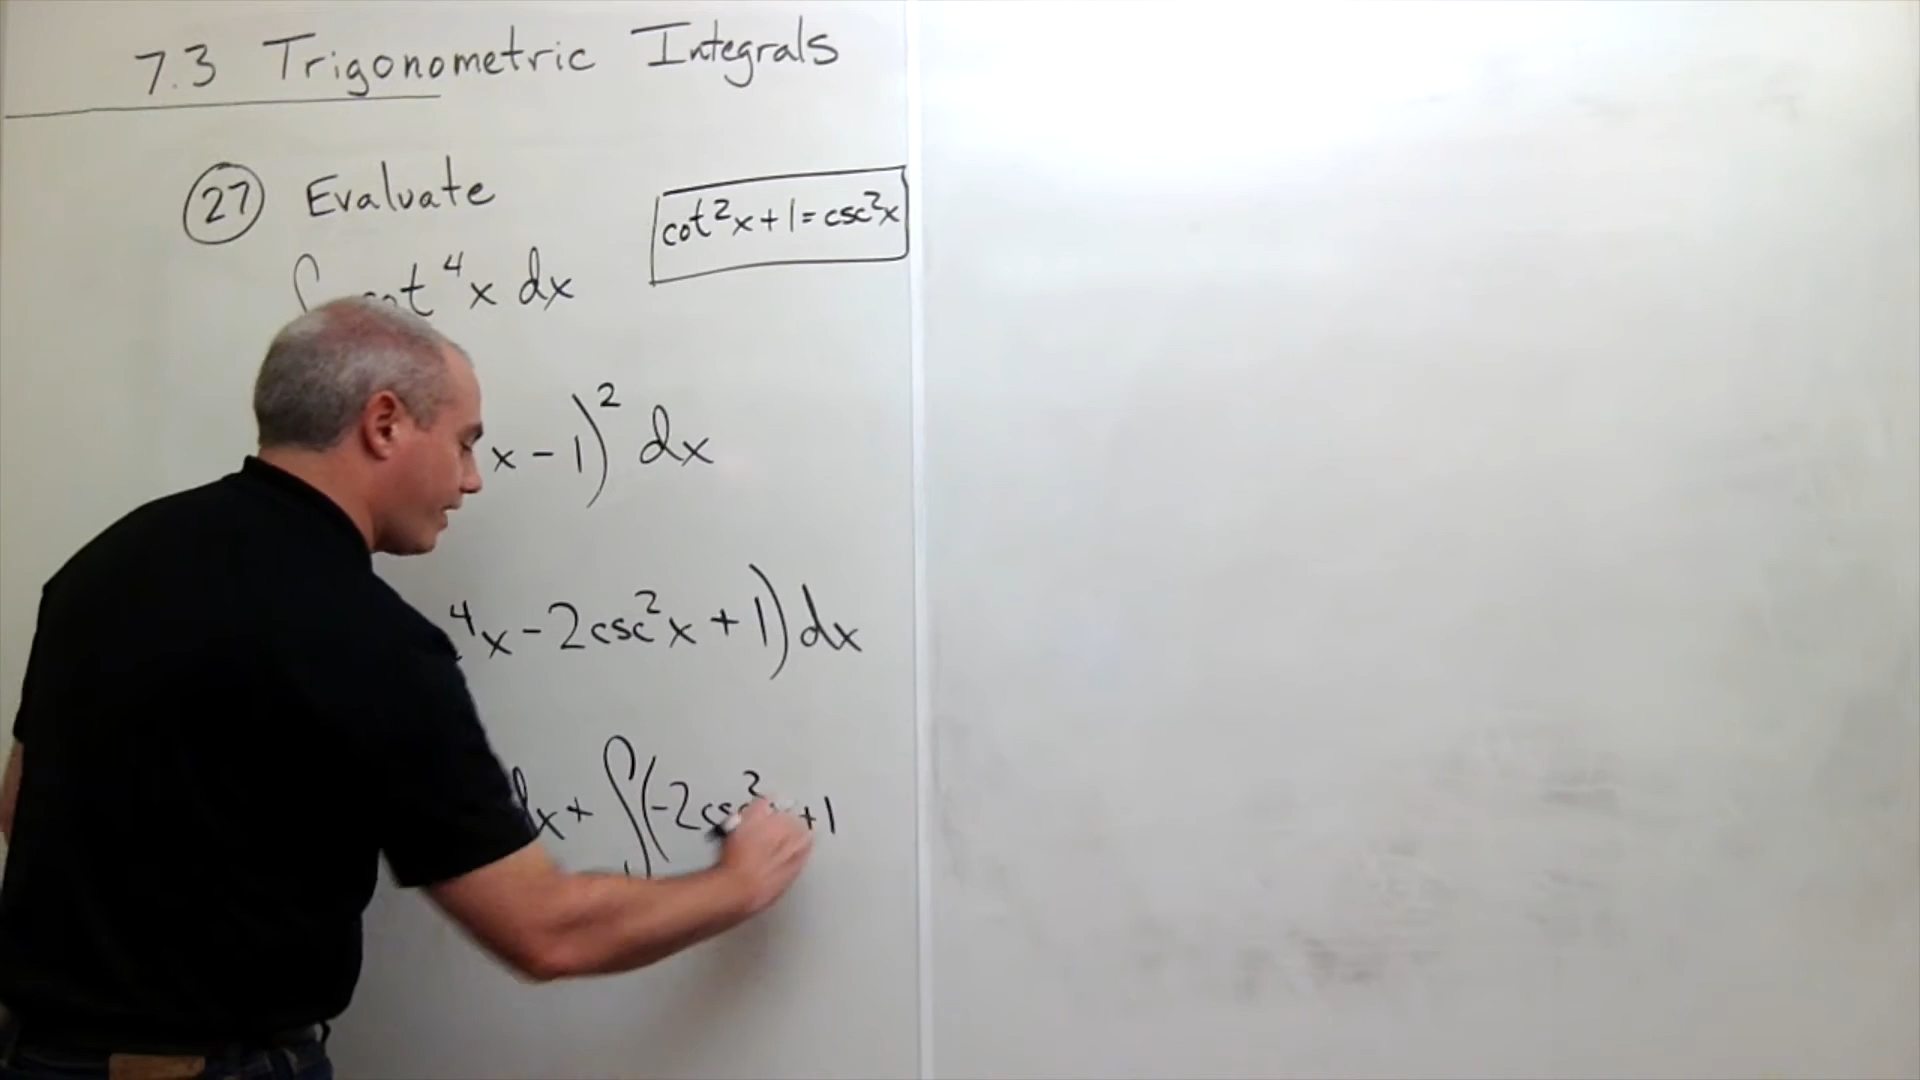 7.3 Trigonometric Integrals
27 Evaluate
cot²x + 1 = csc²x
∫ cot⁴x dx
x - 1)² dx
⁴x - 2csc²x + 1) dx
dx + ∫(-2csc²x + 1